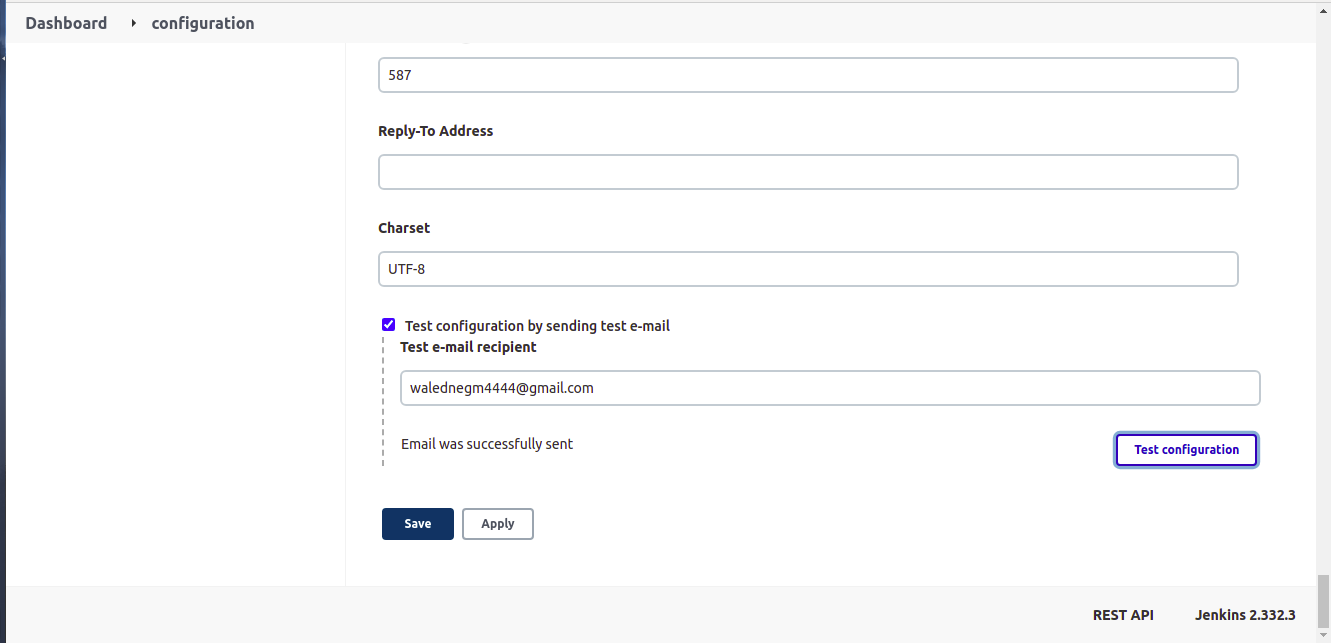 Dashboard
configuration
587
Reply-To Address
Charset
UTF-8
Test configuration by sending test e-mail
Test e-mail recipient
walednegm4444@gmail.com
Email was successfully sent
Test configuration
Save
Apply
REST API
Jenkins 2.332.3